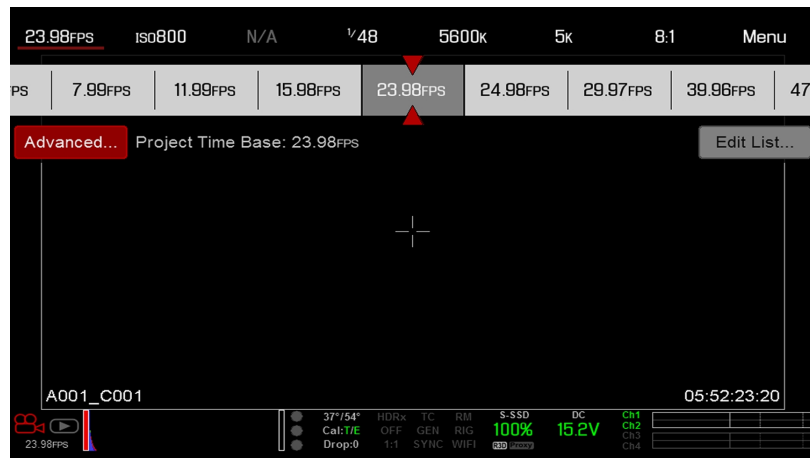 23.98FPS ISO800 N/A 1/48 5600K 5K 8:1 Menu
FPS 7.99FPS 11.99FPS 15.98FPS 23.98FPS 24.98FPS 29.97FPS 39.96FPS 47
Advanced... Project Time Base: 23.98FPS Edit List...
A001_C001 05:52:23:20
37°/54° HDRx TC RM S-SSD DC Ch1
Cal:T/E OFF GEN RIG 100% 15.2V Ch2
Ch3
23.98FPS Drop:0 1:1 SYNC WIFI R3D Proxy Ch4